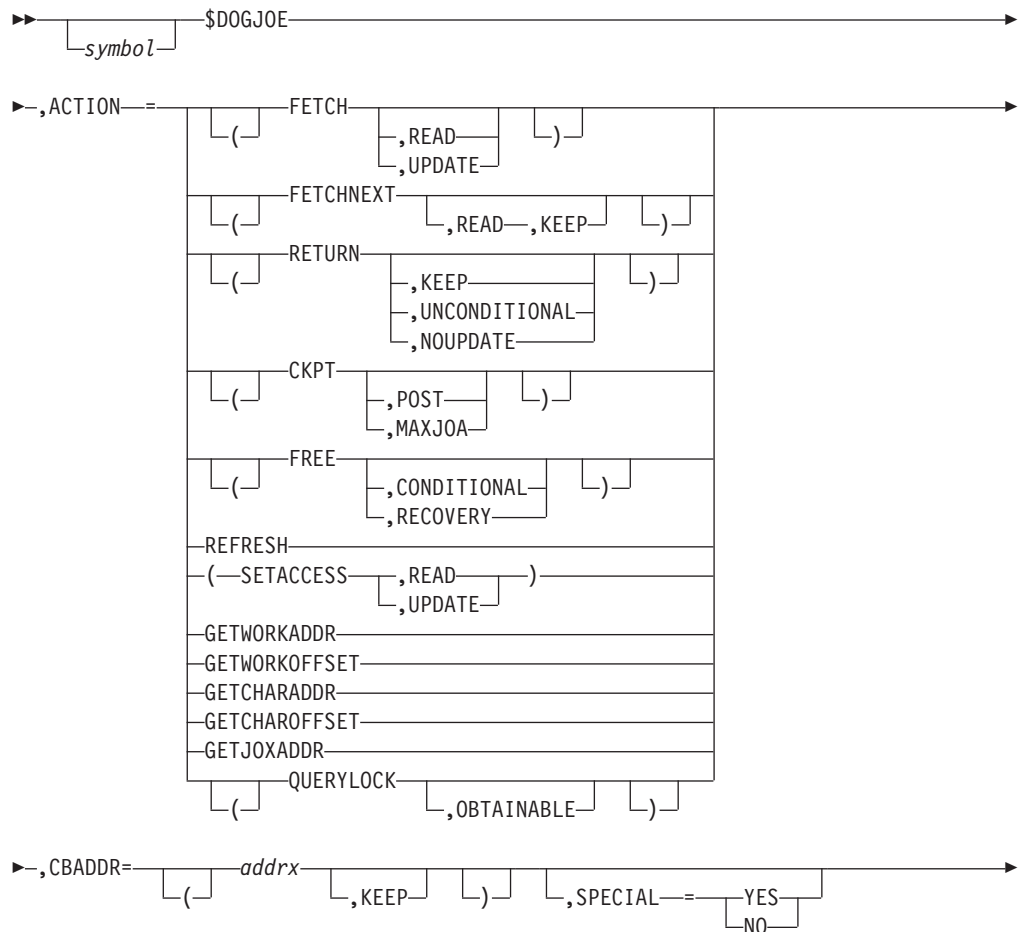 $DOGJOE
symbol
,ACTION = ( FETCH )
,READ
,UPDATE
( FETCHNEXT ,READ ,KEEP )
( RETURN )
,KEEP
,UNCONDITIONAL
,NOUPDATE
( CKPT )
,POST
,MAXJOA
( FREE )
,CONDITIONAL
,RECOVERY
REFRESH
( SETACCESS ,READ )
,UPDATE
GETWORKADDR
GETWORKOFFSET
GETCHARADDR
GETCHAROFFSET
GETJOXADDR
( QUERYLOCK ,OBTAINABLE )
,CBADDR= ( addrx ,KEEP ) ,SPECIAL = YES
NO